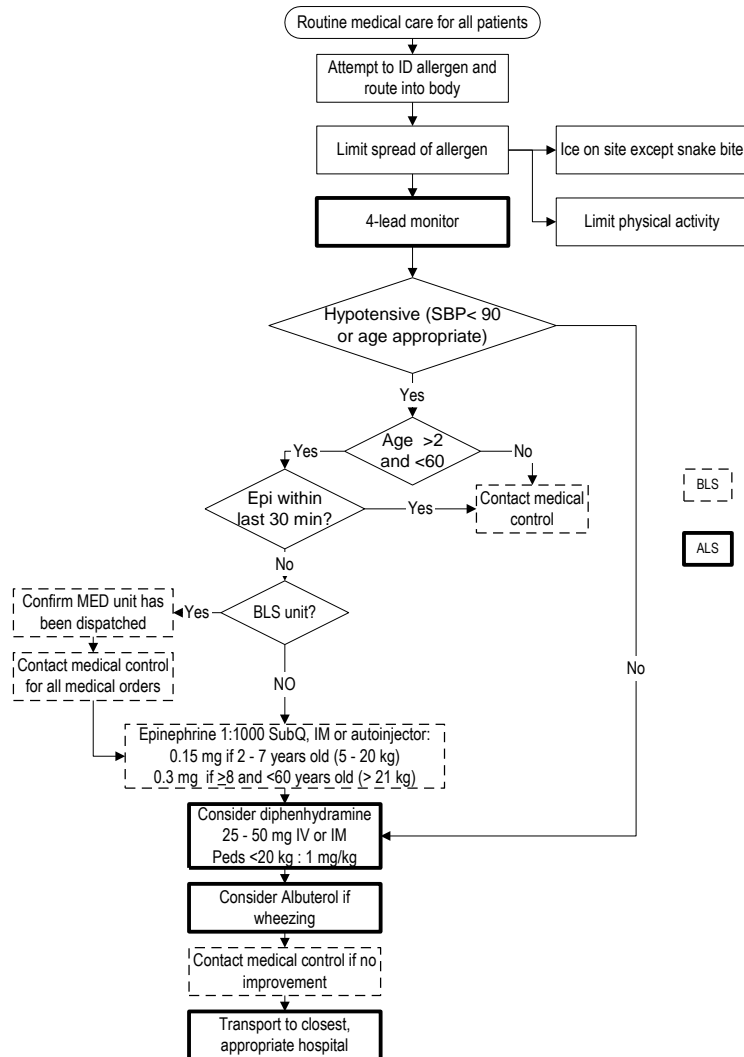 Routine medical care for all patients
Attempt to ID allergen and
route into body
Limit spread of allergen
Ice on site except snake bite
4-lead monitor
Limit physical activity
Hypotensive (SBP< 90
or age appropriate)
Yes
Age >2
and <60
Yes
No
Epi within
last 30 min?
Yes
Contact medical
control
BLS
ALS
No
Confirm MED unit has
been dispatched
Yes
BLS unit?
Contact medical control
for all medical orders
NO
No
Epinephrine 1:1000 SubQ, IM or autoinjector:
0.15 mg if 2 - 7 years old (5 - 20 kg)
0.3 mg if ≥8 and <60 years old (> 21 kg)
Consider diphenhydramine
25 - 50 mg IV or IM
Peds <20 kg : 1 mg/kg
Consider Albuterol if
wheezing
Contact medical control if no
improvement
Transport to closest,
appropriate hospital